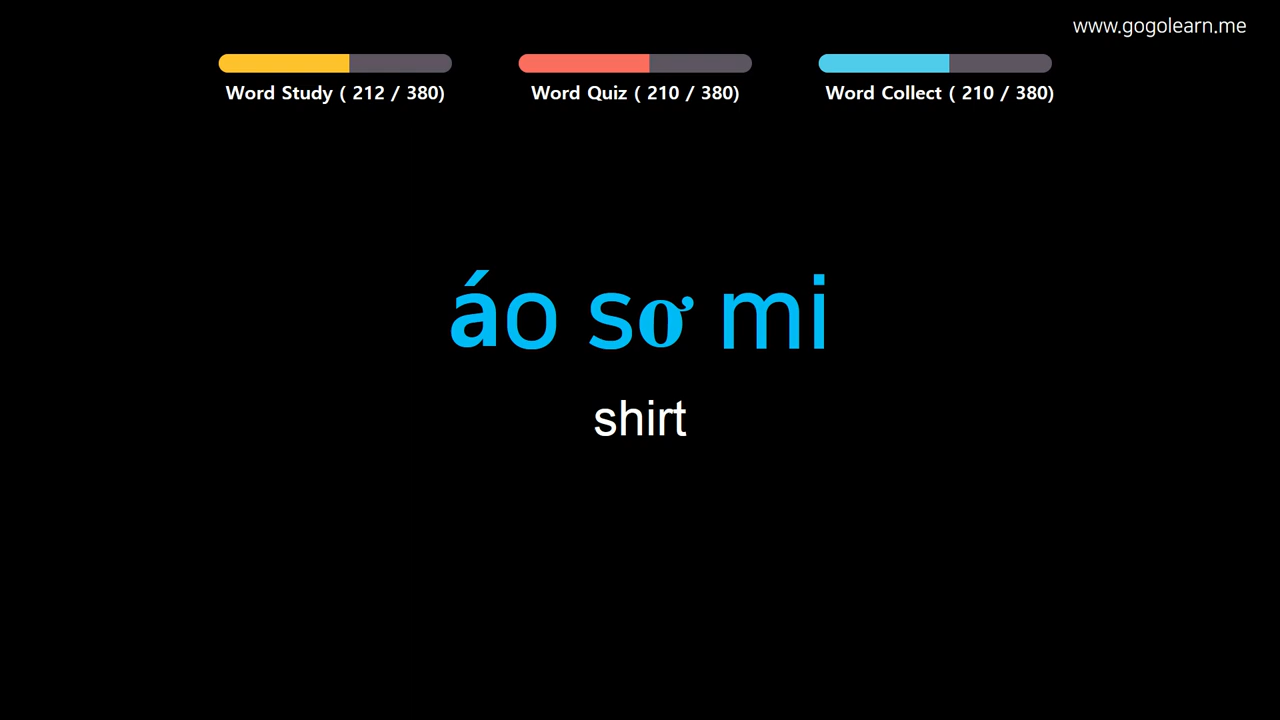 www.gogolearn.me
Word Study ( 212 / 380)
Word Quiz ( 210 / 380)
Word Collect ( 210 / 380)
áo sơ mi
shirt